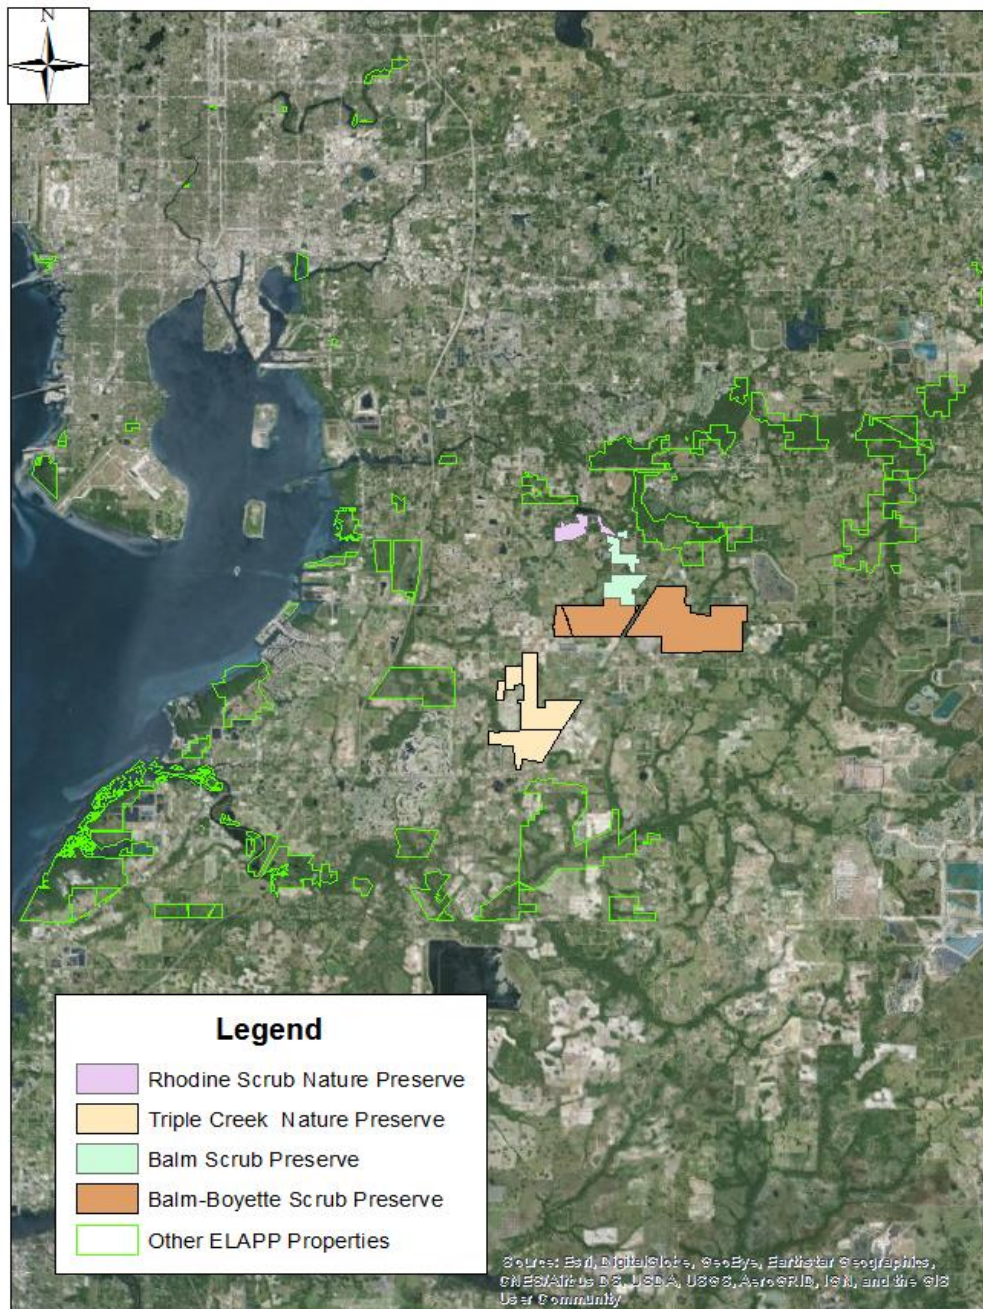 N
Legend
Rhodine Scrub Nature Preserve
Triple Creek Nature Preserve
Balm Scrub Preserve
Balm-Boyette Scrub Preserve
Other ELAPP Properties
Source: Esri, DigitalGlobe, GeoEye, Earthstar Geographics,
CNES/Airbus DS, USDA, USGS, AeroGRID, IGN, and the GIS
User Community